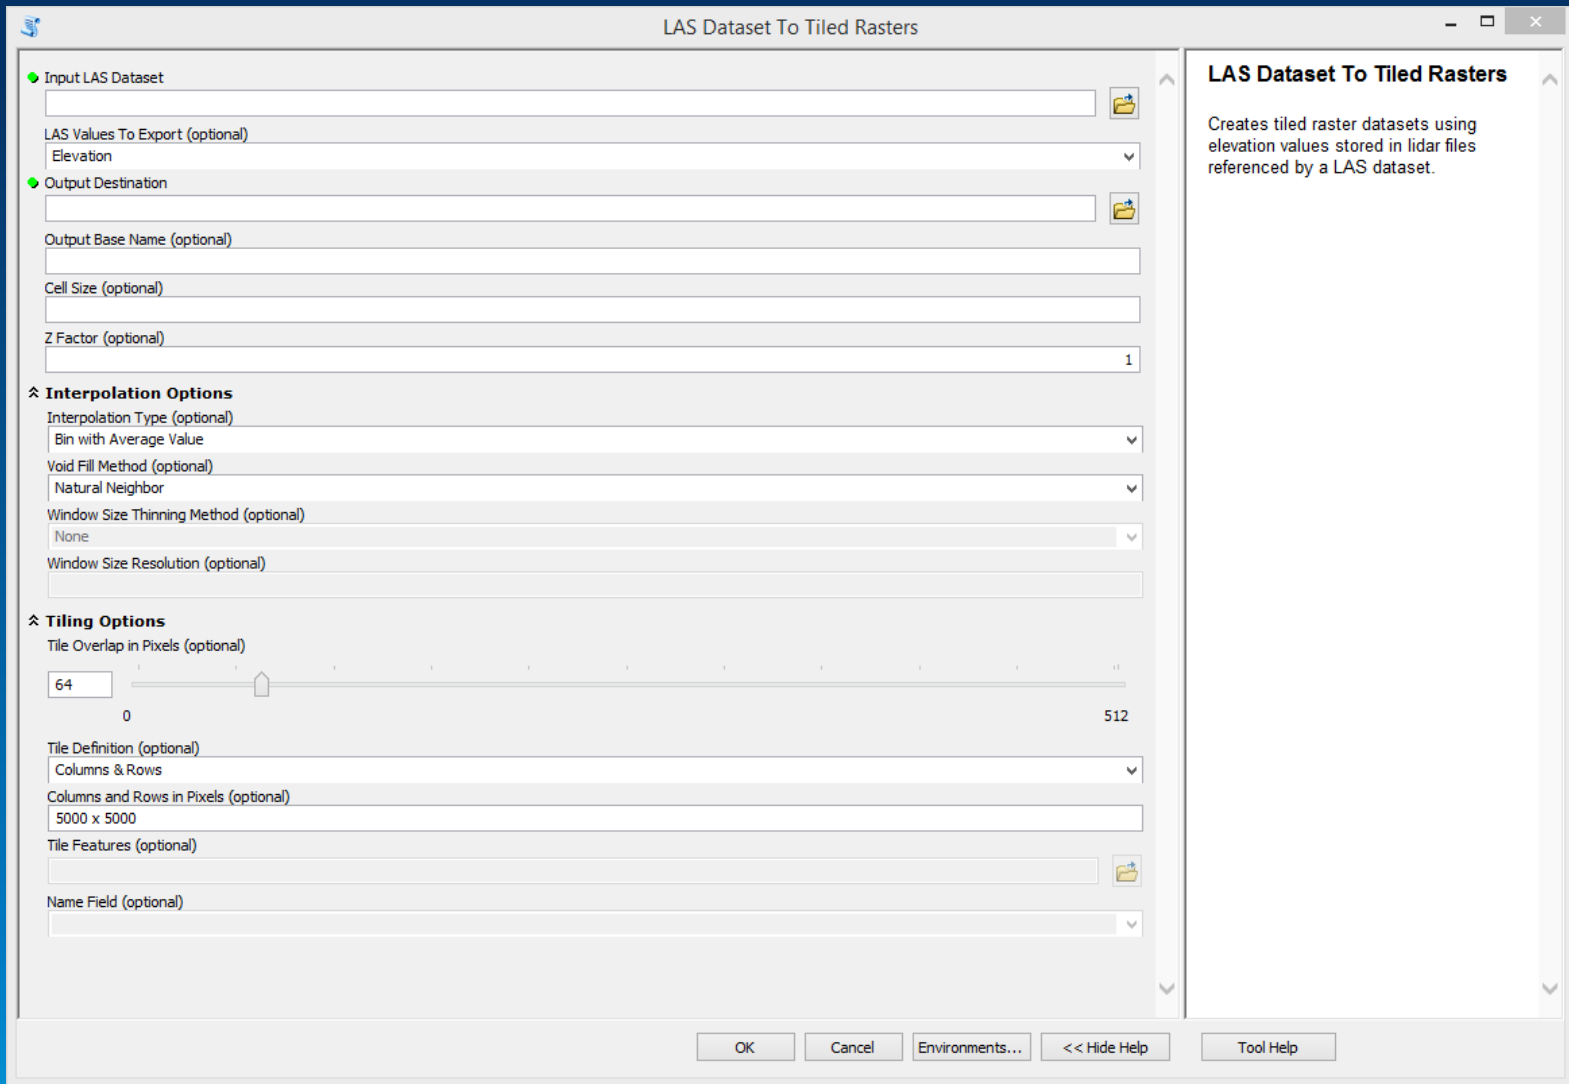 LAS Dataset To Tiled Rasters
Input LAS Dataset
LAS Values To Export (optional)
Elevation
Output Destination
Output Base Name (optional)
Cell Size (optional)
Z Factor (optional)
1
Interpolation Options
Interpolation Type (optional)
Bin with Average Value
Void Fill Method (optional)
Natural Neighbor
Window Size Thinning Method (optional)
None
Window Size Resolution (optional)
Tiling Options
Tile Overlap in Pixels (optional)
64
0 512
Tile Definition (optional)
Columns & Rows
Columns and Rows in Pixels (optional)
5000 x 5000
Tile Features (optional)
Name Field (optional)
LAS Dataset To Tiled Rasters
Creates tiled raster datasets using
elevation values stored in lidar files
referenced by a LAS dataset.
OK Cancel Environments... << Hide Help Tool Help